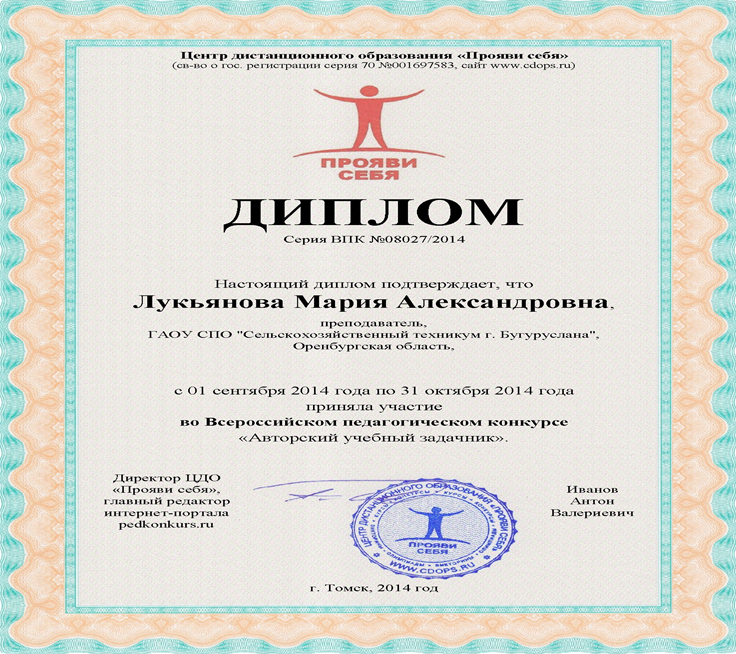 Центр дистанционного образования «Прояви себя»
(св-во о гос. регистрации серия 70 №001697583, сайт www.cdops.ru)
ПРОЯВИ
СЕБЯ
ДИПЛОМ
Серия ВПК №08027/2014
Настоящий диплом подтверждает, что
Лукьянова Мария Александровна,
преподаватель,
ГАОУ СПО "Сельскохозяйственный техникум г. Бугуруслана",
Оренбургская область,
с 01 сентября 2014 года по 31 октября 2014 года
приняла участие
во Всероссийском педагогическом конкурсе
«Авторский учебный задачник».
Директор ЦДО
«Прояви себя»,
главный редактор
интернет-портала
pedkonkurs.ru
ЦЕНТР ДИСТАНЦИОННОГО ОБРАЗОВАНИЯ "ПРОЯВИ СЕБЯ"
ПРОЯВИ
СЕБЯ
ОЛИМПИАДЫ • ВИКТОРИНЫ
WWW.CDOPS.RU
Иванов
Антон
Валериевич
г. Томск, 2014 год